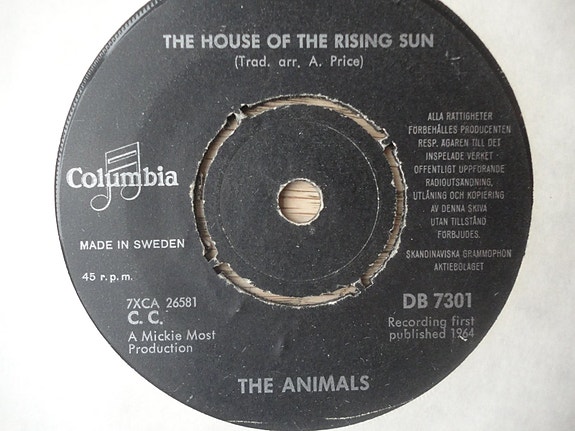 THE HOUSE OF THE RISING SUN
(Trad. arr. A. Price)
Columbia
MADE IN SWEDEN
45 r.p.m.
7XCA 26581
C. C.
A Mickie Most
Production
ALLA RÄTTIGHETER
FÖRBEHÅLLES PRODUCENTEN
RESP. ÄGAREN TILL DET
INSPELADE VERKET
OFFENTLIGT UPPFÖRANDE
RADIOUTSÄNDNING,
UTLÅNING OCH KOPIERING
AV DENNA SKIVA
UTAN TILLSTÅND
FÖRBJUDES.
SKANDINAVISKA GRAMMOPHON
AKTIEBOLAGET
DB 7301
Recording first
published 1964
THE ANIMALS